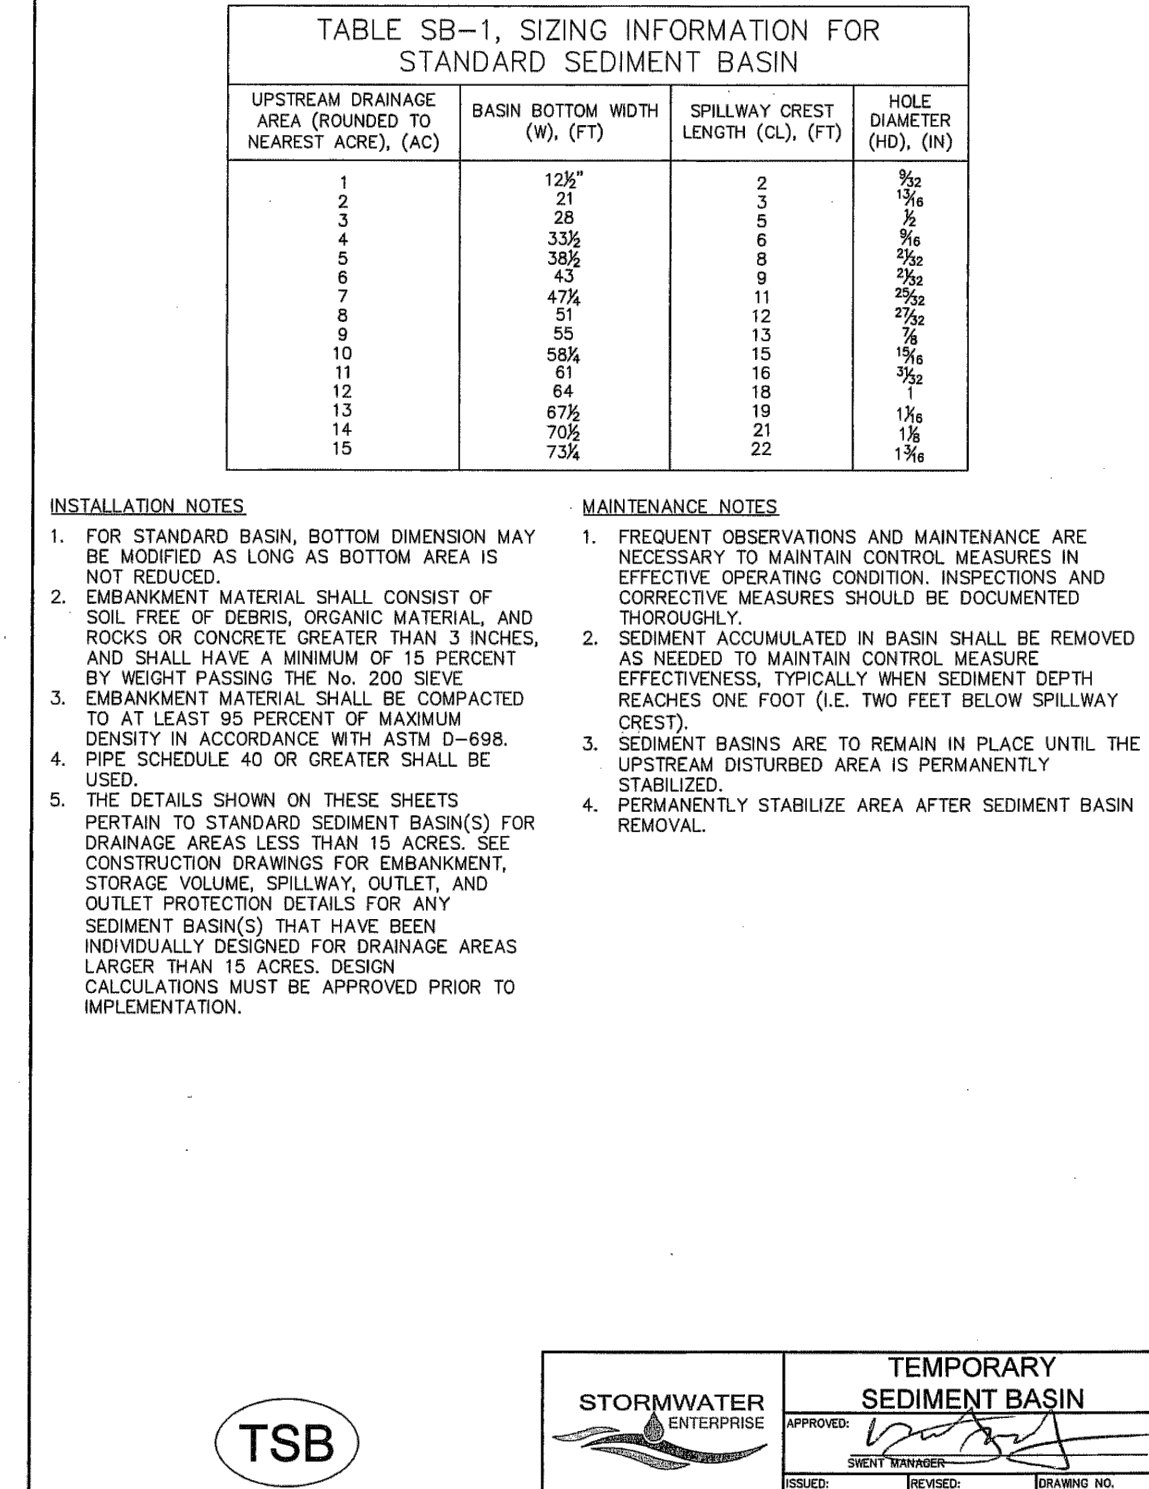 TABLE SB-1, SIZING INFORMATION FOR
STANDARD SEDIMENT BASIN
UPSTREAM DRAINAGE AREA (ROUNDED TO NEAREST ACRE), (AC) BASIN BOTTOM WIDTH (W), (FT) SPILLWAY CREST LENGTH (CL), (FT) HOLE DIAMETER (HD), (IN)
1 12½" 2 9/32
2 21 3 13/16
3 28 5 ½
4 33½ 6 9/16
5 38½ 8 21/32
6 43 9 21/32
7 47¼ 11 25/32
8 51 12 27/32
9 55 13 7/8
10 58¼ 15 15/16
11 61 16 31/32
12 64 18 1
13 67½ 19 1 1/16
14 70½ 21 1 1/8
15 73¼ 22 1 3/16
INSTALLATION NOTES
1. FOR STANDARD BASIN, BOTTOM DIMENSION MAY
BE MODIFIED AS LONG AS BOTTOM AREA IS
NOT REDUCED.
2. EMBANKMENT MATERIAL SHALL CONSIST OF
SOIL FREE OF DEBRIS, ORGANIC MATERIAL, AND
ROCKS OR CONCRETE GREATER THAN 3 INCHES,
AND SHALL HAVE A MINIMUM OF 15 PERCENT
BY WEIGHT PASSING THE No. 200 SIEVE
3. EMBANKMENT MATERIAL SHALL BE COMPACTED
TO AT LEAST 95 PERCENT OF MAXIMUM
DENSITY IN ACCORDANCE WITH ASTM D-698.
4. PIPE SCHEDULE 40 OR GREATER SHALL BE
USED.
5. THE DETAILS SHOWN ON THESE SHEETS
PERTAIN TO STANDARD SEDIMENT BASIN(S) FOR
DRAINAGE AREAS LESS THAN 15 ACRES. SEE
CONSTRUCTION DRAWINGS FOR EMBANKMENT,
STORAGE VOLUME, SPILLWAY, OUTLET, AND
OUTLET PROTECTION DETAILS FOR ANY
SEDIMENT BASIN(S) THAT HAVE BEEN
INDIVIDUALLY DESIGNED FOR DRAINAGE AREAS
LARGER THAN 15 ACRES. DESIGN
CALCULATIONS MUST BE APPROVED PRIOR TO
IMPLEMENTATION.
MAINTENANCE NOTES
1. FREQUENT OBSERVATIONS AND MAINTENANCE ARE
NECESSARY TO MAINTAIN CONTROL MEASURES IN
EFFECTIVE OPERATING CONDITION. INSPECTIONS AND
CORRECTIVE MEASURES SHOULD BE DOCUMENTED
THOROUGHLY.
2. SEDIMENT ACCUMULATED IN BASIN SHALL BE REMOVED
AS NEEDED TO MAINTAIN CONTROL MEASURE
EFFECTIVENESS, TYPICALLY WHEN SEDIMENT DEPTH
REACHES ONE FOOT (I.E. TWO FEET BELOW SPILLWAY
CREST).
3. SEDIMENT BASINS ARE TO REMAIN IN PLACE UNTIL THE
UPSTREAM DISTURBED AREA IS PERMANENTLY
STABILIZED.
4. PERMANENTLY STABILIZE AREA AFTER SEDIMENT BASIN
REMOVAL.
TSB
STORMWATER
ENTERPRISE
TEMPORARY
SEDIMENT BASIN
APPROVED:
SWENT MANAGER
ISSUED: REVISED: DRAWING NO.